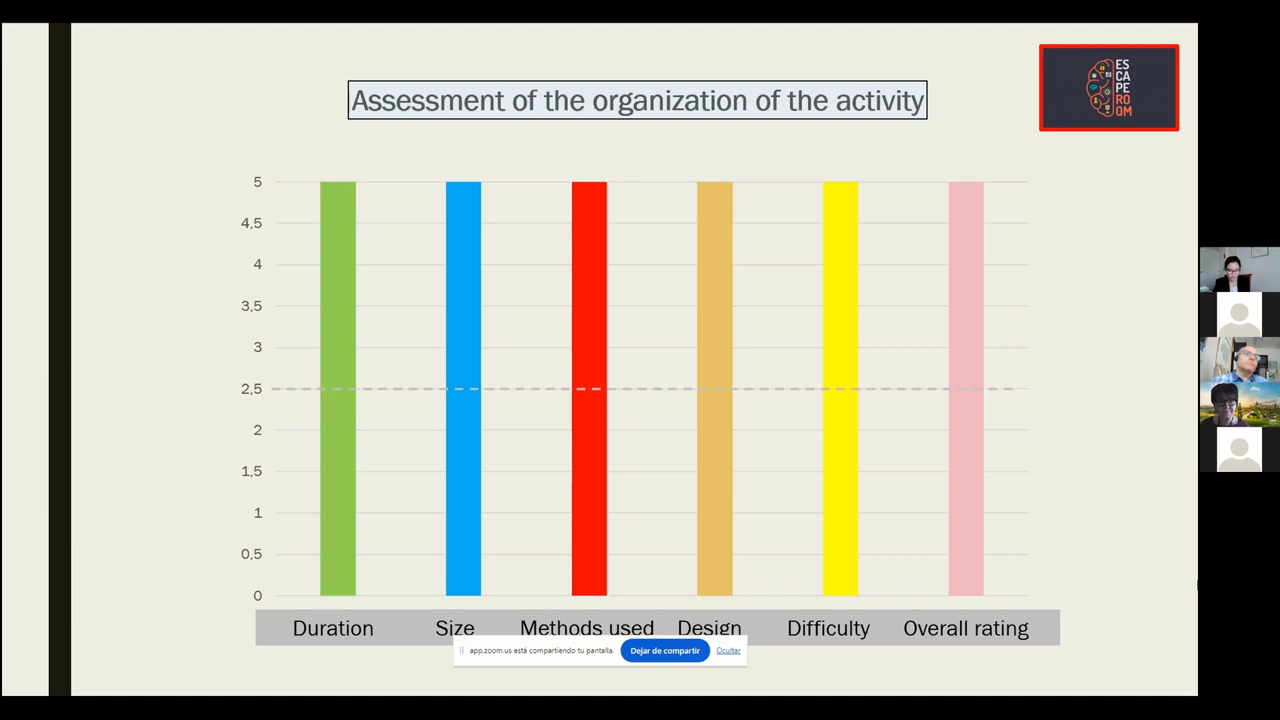 Assessment of the organization of the activity
ES
CA
PE
RO
OM
5
4,5
4
3,5
3
2,5
2
1,5
1
0,5
0
Duration Size Methods used Design Difficulty Overall rating
app.zoom.us está compartiendo tu pantalla. Dejar de compartir Ocultar